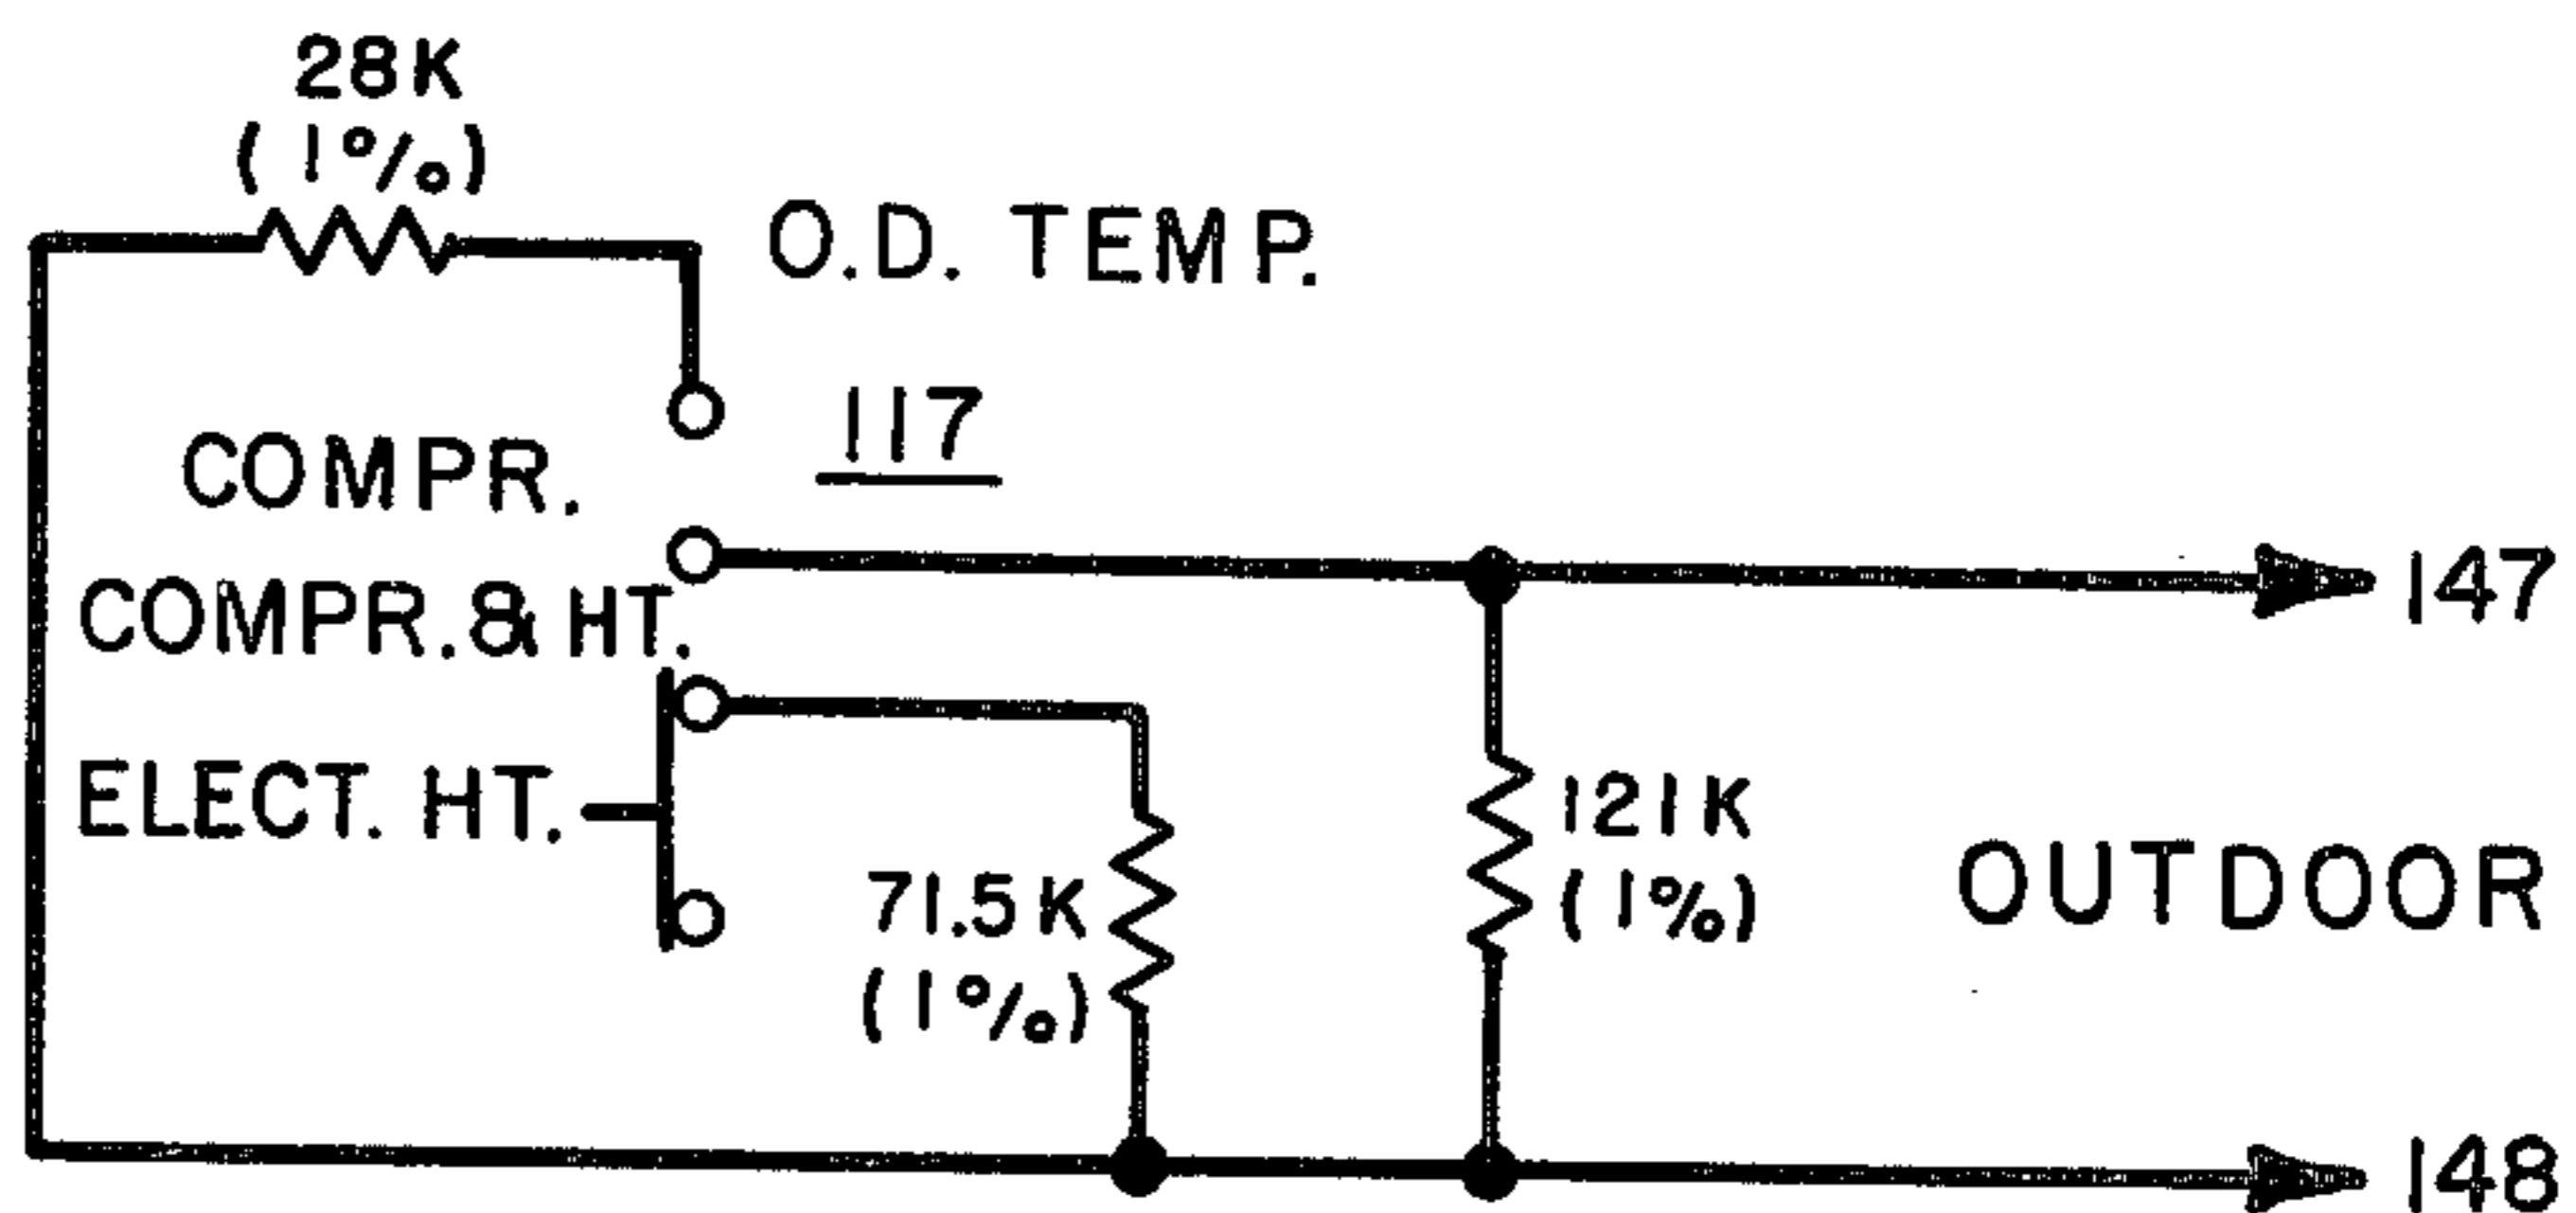 28K
(1%)
O.D. TEMP.
117
COMPR.
COMPR.& HT.
147
ELECT. HT.
121K
(1%)
71.5K
(1%)
OUTDOOR
148